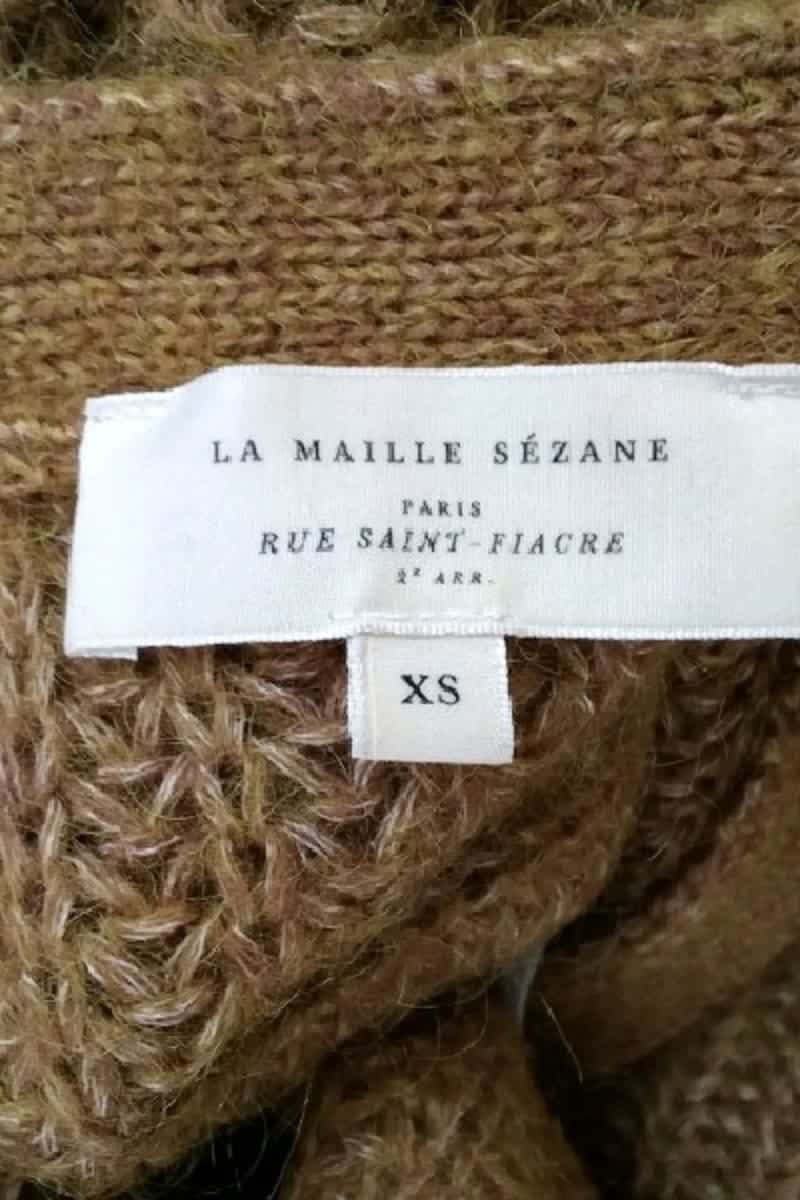 LA MAILLE SÉZANE
PARIS
RUE SAINT-FIACRE
2ᴱ ARR.
XS